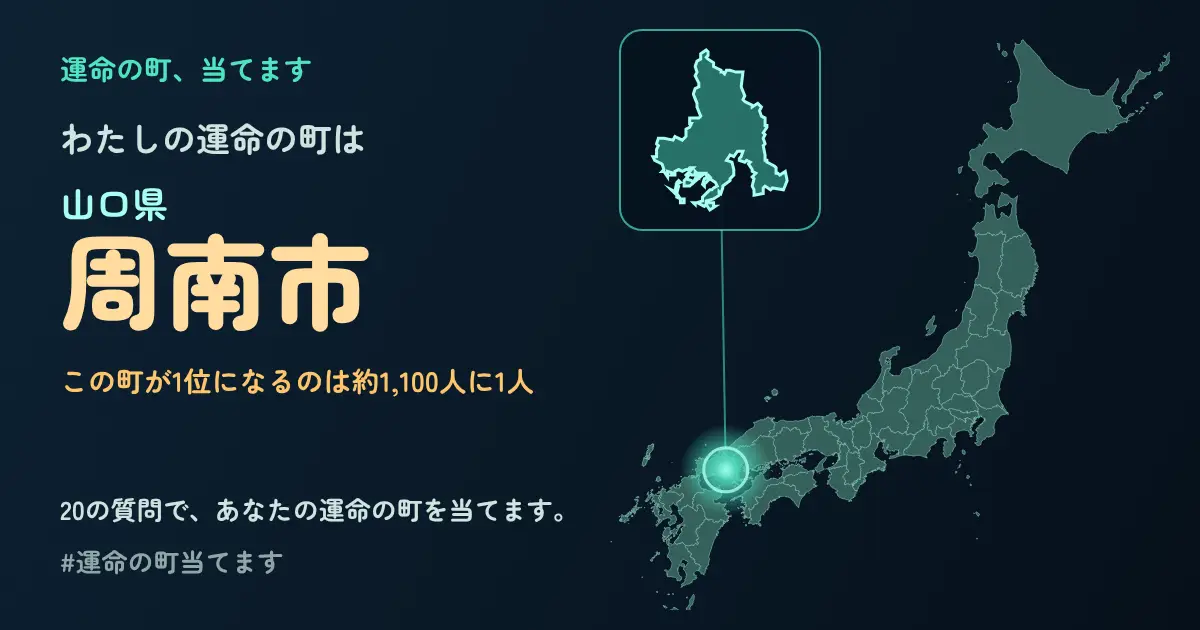 運命の町、当てます
わたしの運命の町は
山口県
周南市
この町が1位になるのは約1,100人に1人
20の質問で、あなたの運命の町を当てます。
#運命の町当てます